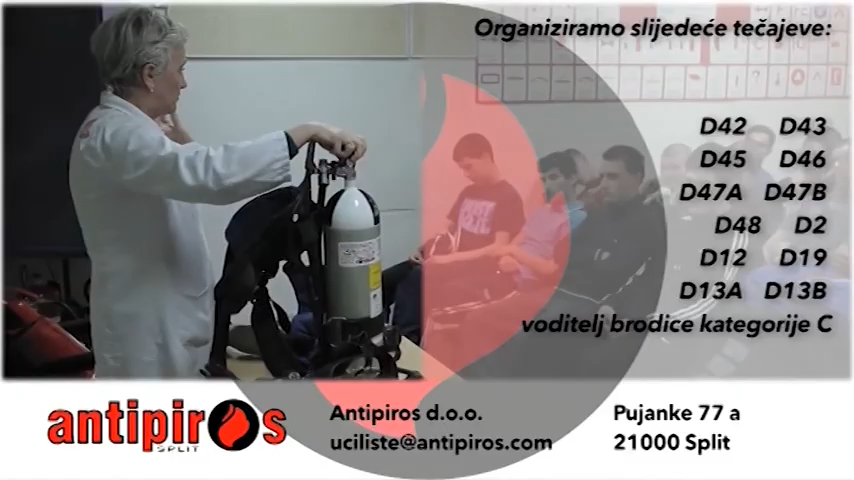 Organiziramo slijedeće tečajeve:
D42 D43
D45 D46
D47A D47B
D48 D2
D12 D19
D13A D13B
voditelj brodice kategorije C
antipiros
SPLIT
Antipiros d.o.o.
uciliste@antipiros.com
Pujanke 77 a
21000 Split